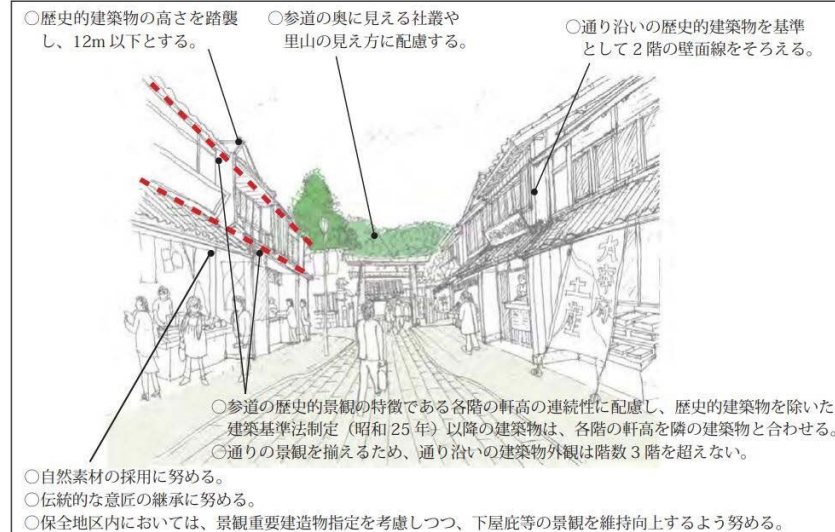 ○歴史的建築物の高さを踏襲
し、12m 以下とする。
○参道の奥に見える社叢や
里山の見え方に配慮する。
○通り沿いの歴史的建築物を基準
として２階の壁面線をそろえる。
大宰府
土産
○参道の歴史的景観の特徴である各階の軒高の連続性に配慮し、歴史的建築物を除いた
建築基準法制定（昭和 25 年）以降の建築物は、各階の軒高を隣の建築物と合わせる。
○通りの景観を揃えるため、通り沿いの建築物外観は階数３階を超えない。
○自然素材の採用に努める。
○伝統的な意匠の継承に努める。
○保全地区内においては、景観重要建造物指定を考慮しつつ、下屋庇等の景観を維持向上するよう努める。